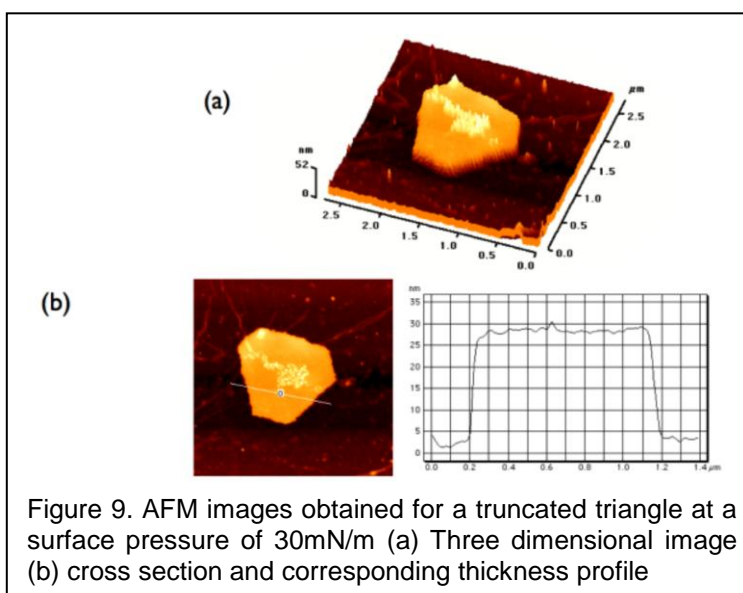 (a)
nm
52
0
2.5
2.0
1.5
1.0
0.5
0.0
µm
2.5
2.0
1.5
1.0
0.5
0.0
(b)
nm
35
30
25
20
15
10
5
0
0.0 0.2 0.4 0.6 0.8 1.0 1.2 1.4 µm
Figure 9. AFM images obtained for a truncated triangle at a
surface pressure of 30mN/m (a) Three dimensional image
(b) cross section and corresponding thickness profile